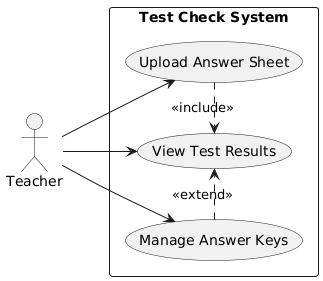 Test Check System
Upload Answer Sheet
«include»
View Test Results
Teacher
«extend»
Manage Answer Keys